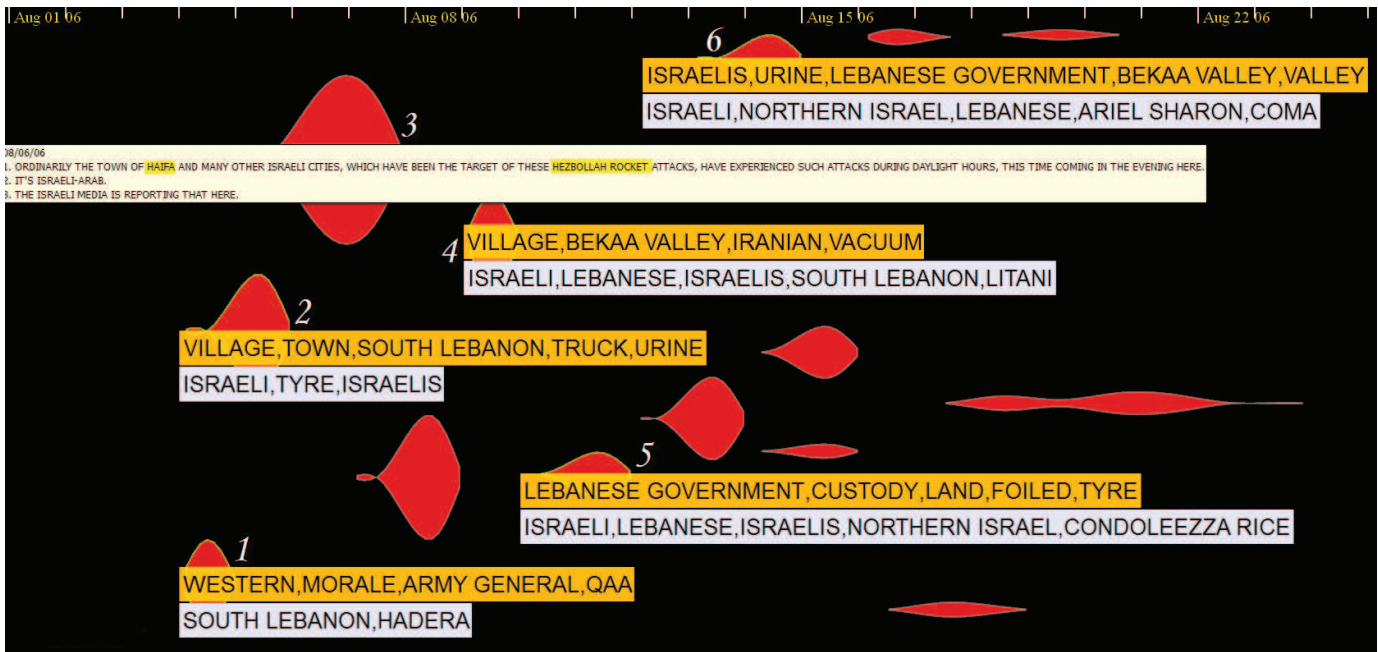 Aug 01 06 Aug 08 06 Aug 15 06 Aug 22 06
6
ISRAELIS,URINE,LEBANESE GOVERNMENT,BEKAA VALLEY,VALLEY
ISRAELI,NORTHERN ISRAEL,LEBANESE,ARIEL SHARON,COMA
3
08/06/06
1. ORDINARILY THE TOWN OF HAIFA AND MANY OTHER ISRAELI CITIES, WHICH HAVE BEEN THE TARGET OF THESE HEZBOLLAH ROCKET ATTACKS, HAVE EXPERIENCED SUCH ATTACKS DURING DAYLIGHT HOURS, THIS TIME COMING IN THE EVENING HERE.
2. IT'S ISRAELI-ARAB.
3. THE ISRAELI MEDIA IS REPORTING THAT HERE.
4
VILLAGE,BEKAA VALLEY,IRANIAN,VACUUM
ISRAELI,LEBANESE,ISRAELIS,SOUTH LEBANON,LITANI
2
VILLAGE,TOWN,SOUTH LEBANON,TRUCK,URINE
ISRAELI,TYRE,ISRAELIS
5
LEBANESE GOVERNMENT,CUSTODY,LAND,FOILED,TYRE
ISRAELI,LEBANESE,ISRAELIS,NORTHERN ISRAEL,CONDOLEEZZA RICE
1
WESTERN,MORALE,ARMY GENERAL,QAA
SOUTH LEBANON,HADERA